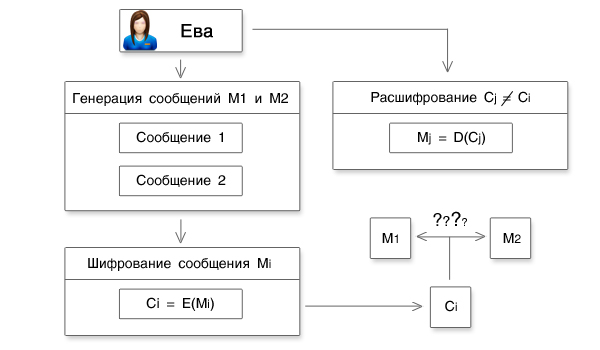 Ева
Генерация сообщений M1 и M2
Сообщение 1
Сообщение 2
Расшифрование Cj ≠ Ci
Mj = D(Cj)
Шифрование сообщения Mi
Ci = E(Mi)
M1
????
M2
Ci